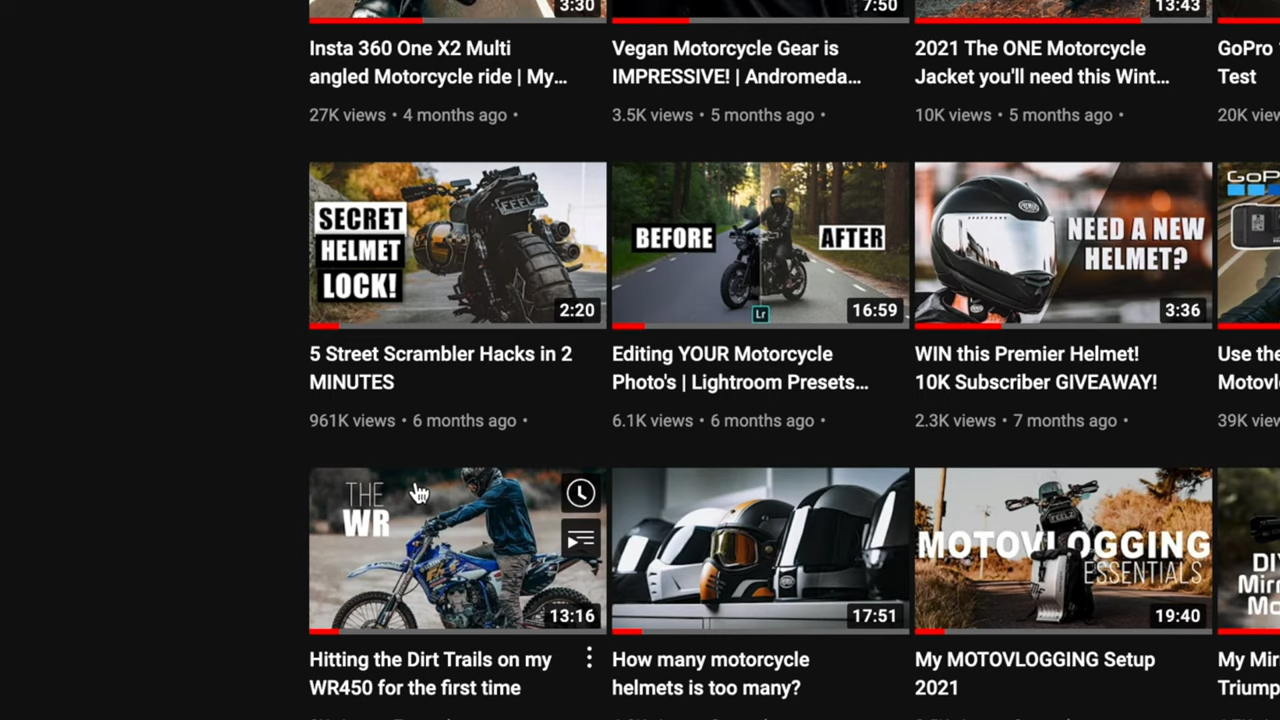 3:30
7:50
13:43
Insta 360 One X2 Multi
angled Motorcycle ride | My...
27K views • 4 months ago •
Vegan Motorcycle Gear is
IMPRESSIVE! | Andromeda...
3.5K views • 5 months ago •
2021 The ONE Motorcycle
Jacket you'll need this Wint...
10K views • 5 months ago •
GoPro
Test
20K
SECRET
HELMET
LOCK!
FEELZ
2:20
BEFORE
AFTER
Lr
16:59
NEED A NEW
HELMET?
3:36
GoP
5 Street Scrambler Hacks in 2
MINUTES
961K views • 6 months ago •
Editing YOUR Motorcycle
Photo's | Lightroom Presets...
6.1K views • 6 months ago •
WIN this Premier Helmet!
10K Subscriber GIVEAWAY!
2.3K views • 7 months ago •
Use the
Motovl
39K
THE
WR
13:16
17:51
MOTOVLOGGING
ESSENTIALS
FEELZ
19:40
DI
Mirr
Mo
Hitting the Dirt Trails on my
WR450 for the first time
How many motorcycle
helmets is too many?
My MOTOVLOGGING Setup
2021
My Mir
Triump